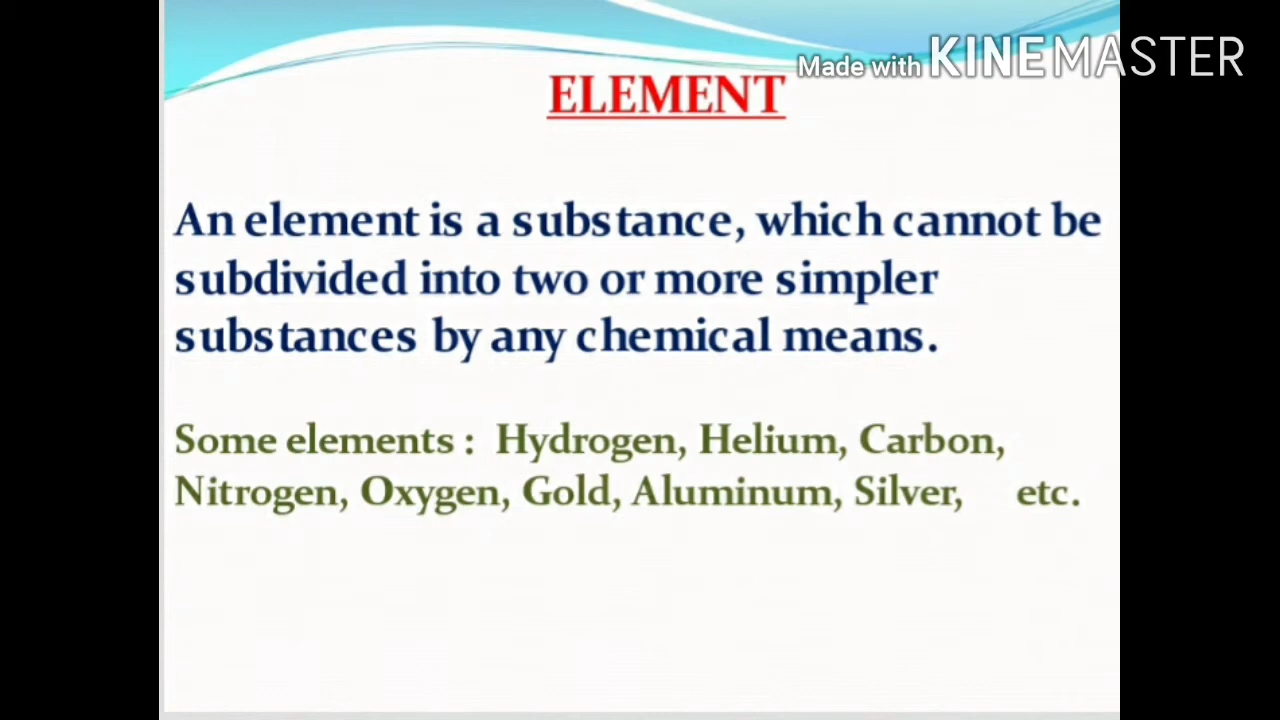 Made with KINEMASTER
ELEMENT
An element is a substance, which cannot be
subdivided into two or more simpler
substances by any chemical means.
Some elements : Hydrogen, Helium, Carbon,
Nitrogen, Oxygen, Gold, Aluminum, Silver, etc.